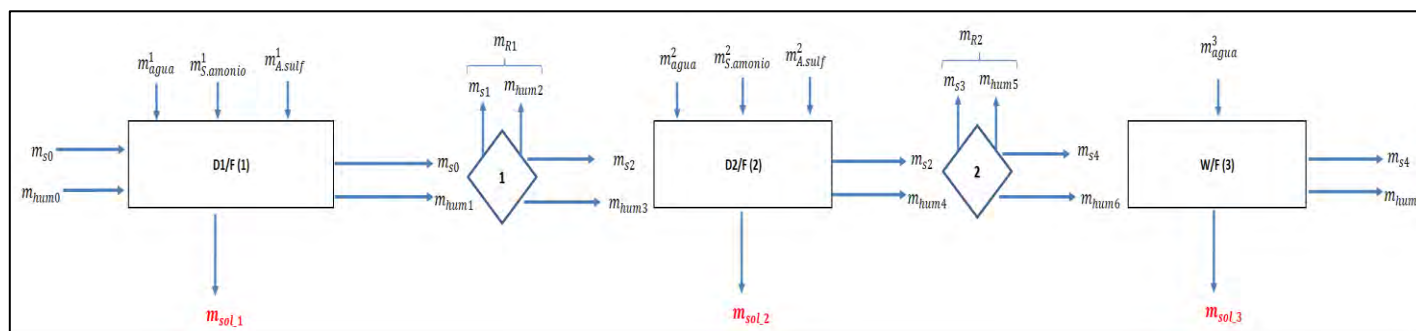 m_{R1}
m_{R2}
m^1_{agua} m^1_{S.amonio} m^1_{A.sulf}
m_{s1} m_{hum2}
m^2_{agua} m^2_{S.amonio} m^2_{A.sulf}
m_{s3} m_{hum5}
m^3_{agua}
m_{s0}
m_{hum0}
D1/F (1)
m_{s0}
m_{hum1}
1
m_{s2}
m_{hum3}
D2/F (2)
m_{s2}
m_{hum4}
2
m_{s4}
m_{hum6}
W/F (3)
m_{s4}
m_{hum
m_{sol_1}
m_{sol_2}
m_{sol_3}